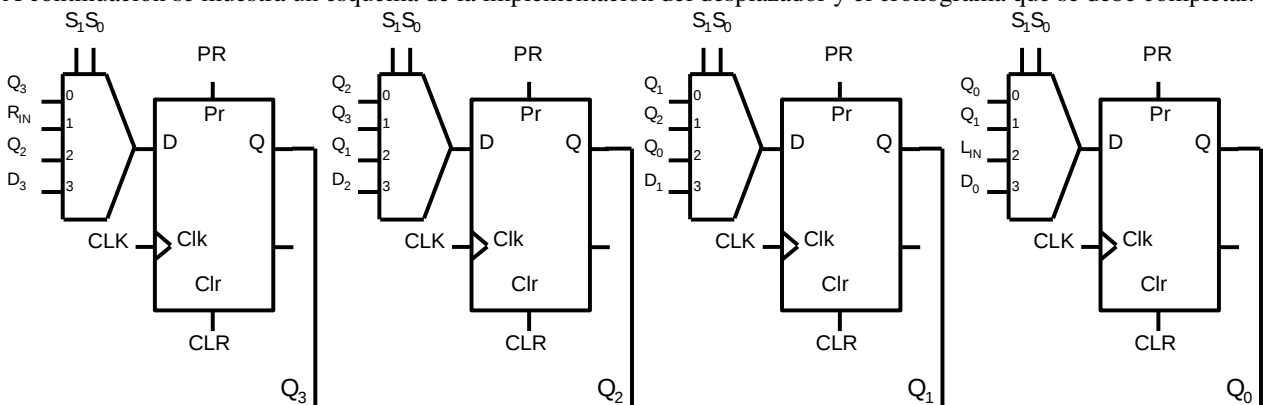 A continuación se muestra un esquema de la implementación del desplazador y el cronograma que se debe completar.
S1S0 S1S0 S1S0 S1S0
PR PR PR PR
Q3 0 Pr Q2 0 Pr Q1 0 Pr Q0 0 Pr
RIN 1 Q3 1 Q2 1 Q1 1
D Q D Q D Q D Q
Q2 2 Q1 2 Q0 2 LIN 2
D3 3 D2 3 D1 3 D0 3
CLK Clk CLK Clk CLK Clk CLK Clk
Clr Clr Clr Clr
CLR CLR CLR CLR
Q3 Q2 Q1 Q0